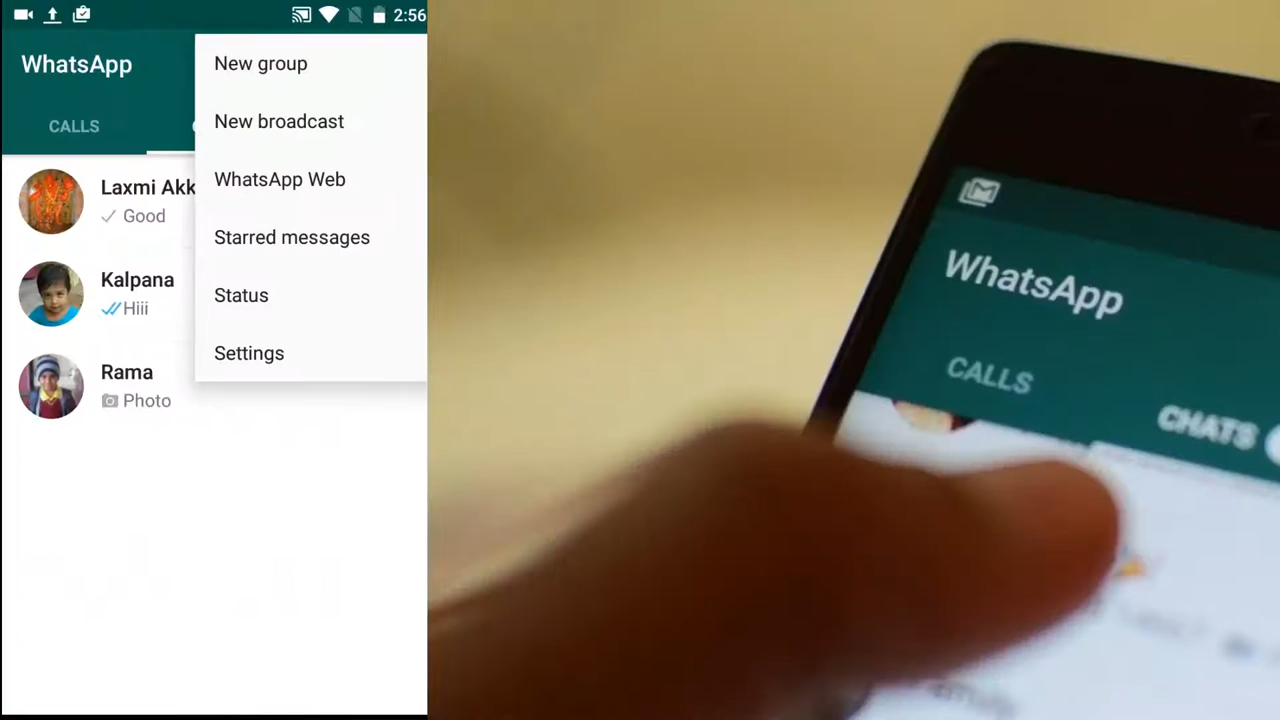 2:56
WhatsApp
CALLS
New group
New broadcast
WhatsApp Web
Starred messages
Status
Settings
Laxmi Akk
Good
Kalpana
Hiii
Rama
Photo
WhatsApp
CALLS
CHATS